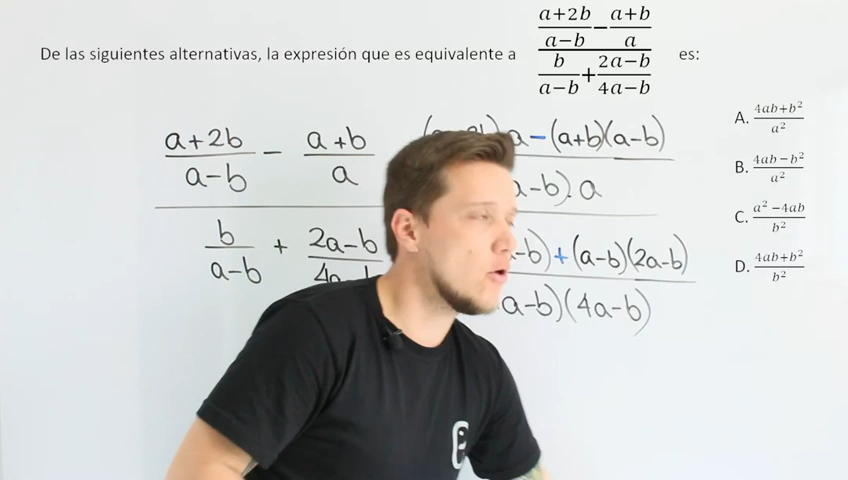 De las siguientes alternativas, la expresión que es equivalente a es:
a+2b a+b
a−b − a
b 2a−b
a−b + 4a−b
A. 4ab+b²
a²
B. 4ab−b²
a²
C. a²−4ab
b²
D. 4ab+b²
b²
a+2b − a+b a−(a+b)(a−b)
a−b a −b).a
b + 2a−b −b)+(a−b)(2a−b)
a−b a−b)(4a−b)